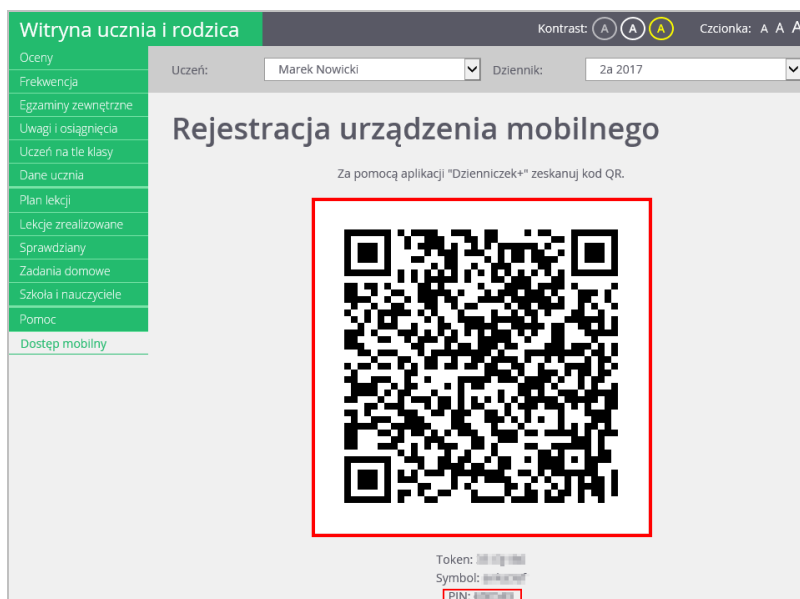 Witryna ucznia i rodzica
Kontrast: A A A Czcionka: A A A
Oceny
Frekwencja
Egzaminy zewnętrzne
Uwagi i osiągnięcia
Uczeń na tle klasy
Dane ucznia
Plan lekcji
Lekcje zrealizowane
Sprawdziany
Zadania domowe
Szkoła i nauczyciele
Pomoc
Dostęp mobilny
Uczeń: Marek Nowicki Dziennik: 2a 2017
Rejestracja urządzenia mobilnego
Za pomocą aplikacji "Dzienniczek+" zeskanuj kod QR.
Token:
Symbol:
PIN: